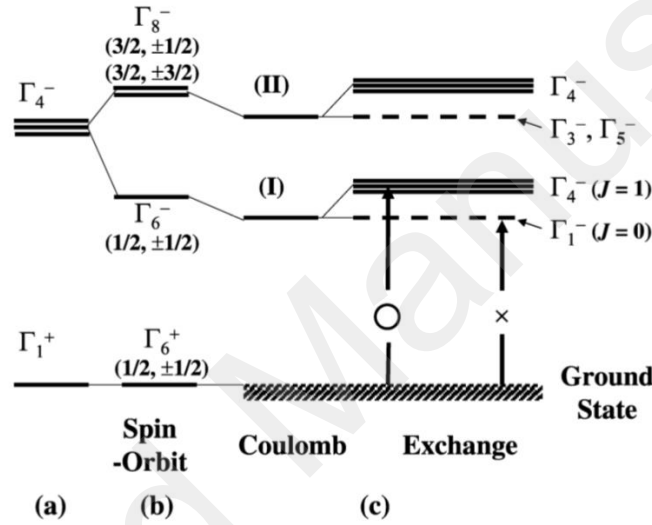 Γ₈⁻
(3/2, ±1/2)
(3/2, ±3/2)
Γ₄⁻
(II)
Γ₄⁻
Γ₃⁻, Γ₅⁻
(I)
Γ₄⁻ (J = 1)
Γ₆⁻
(1/2, ±1/2)
Γ₁⁻ (J = 0)
×
Γ₁⁺
Γ₆⁺
(1/2, ±1/2)
Ground
State
Spin
-Orbit
Coulomb
Exchange
(a)
(b)
(c)